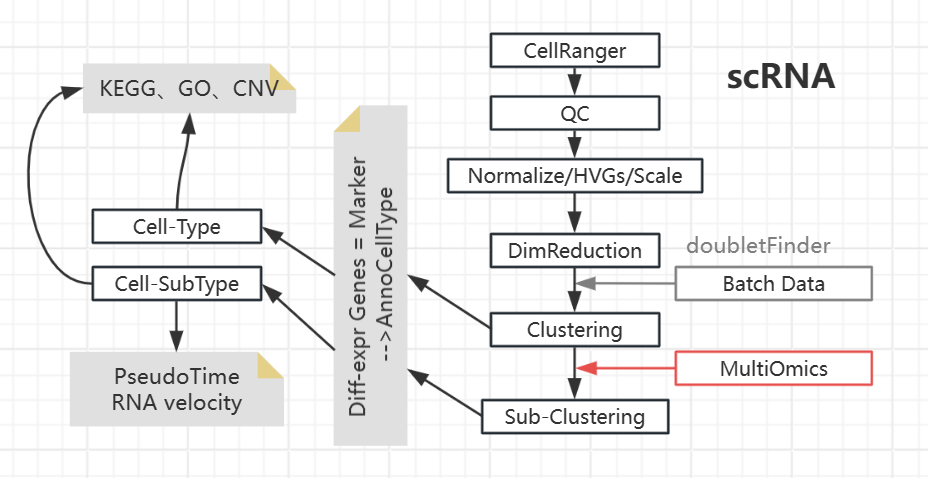 scRNA
CellRanger
QC
Normalize/HVGs/Scale
DimReduction
doubletFinder
Batch Data
Clustering
MultiOmics
Sub-Clustering
Diff-expr Genes = Marker
-->AnnoCellType
Cell-Type
Cell-SubType
KEGG、GO、CNV
PseudoTime
RNA velocity